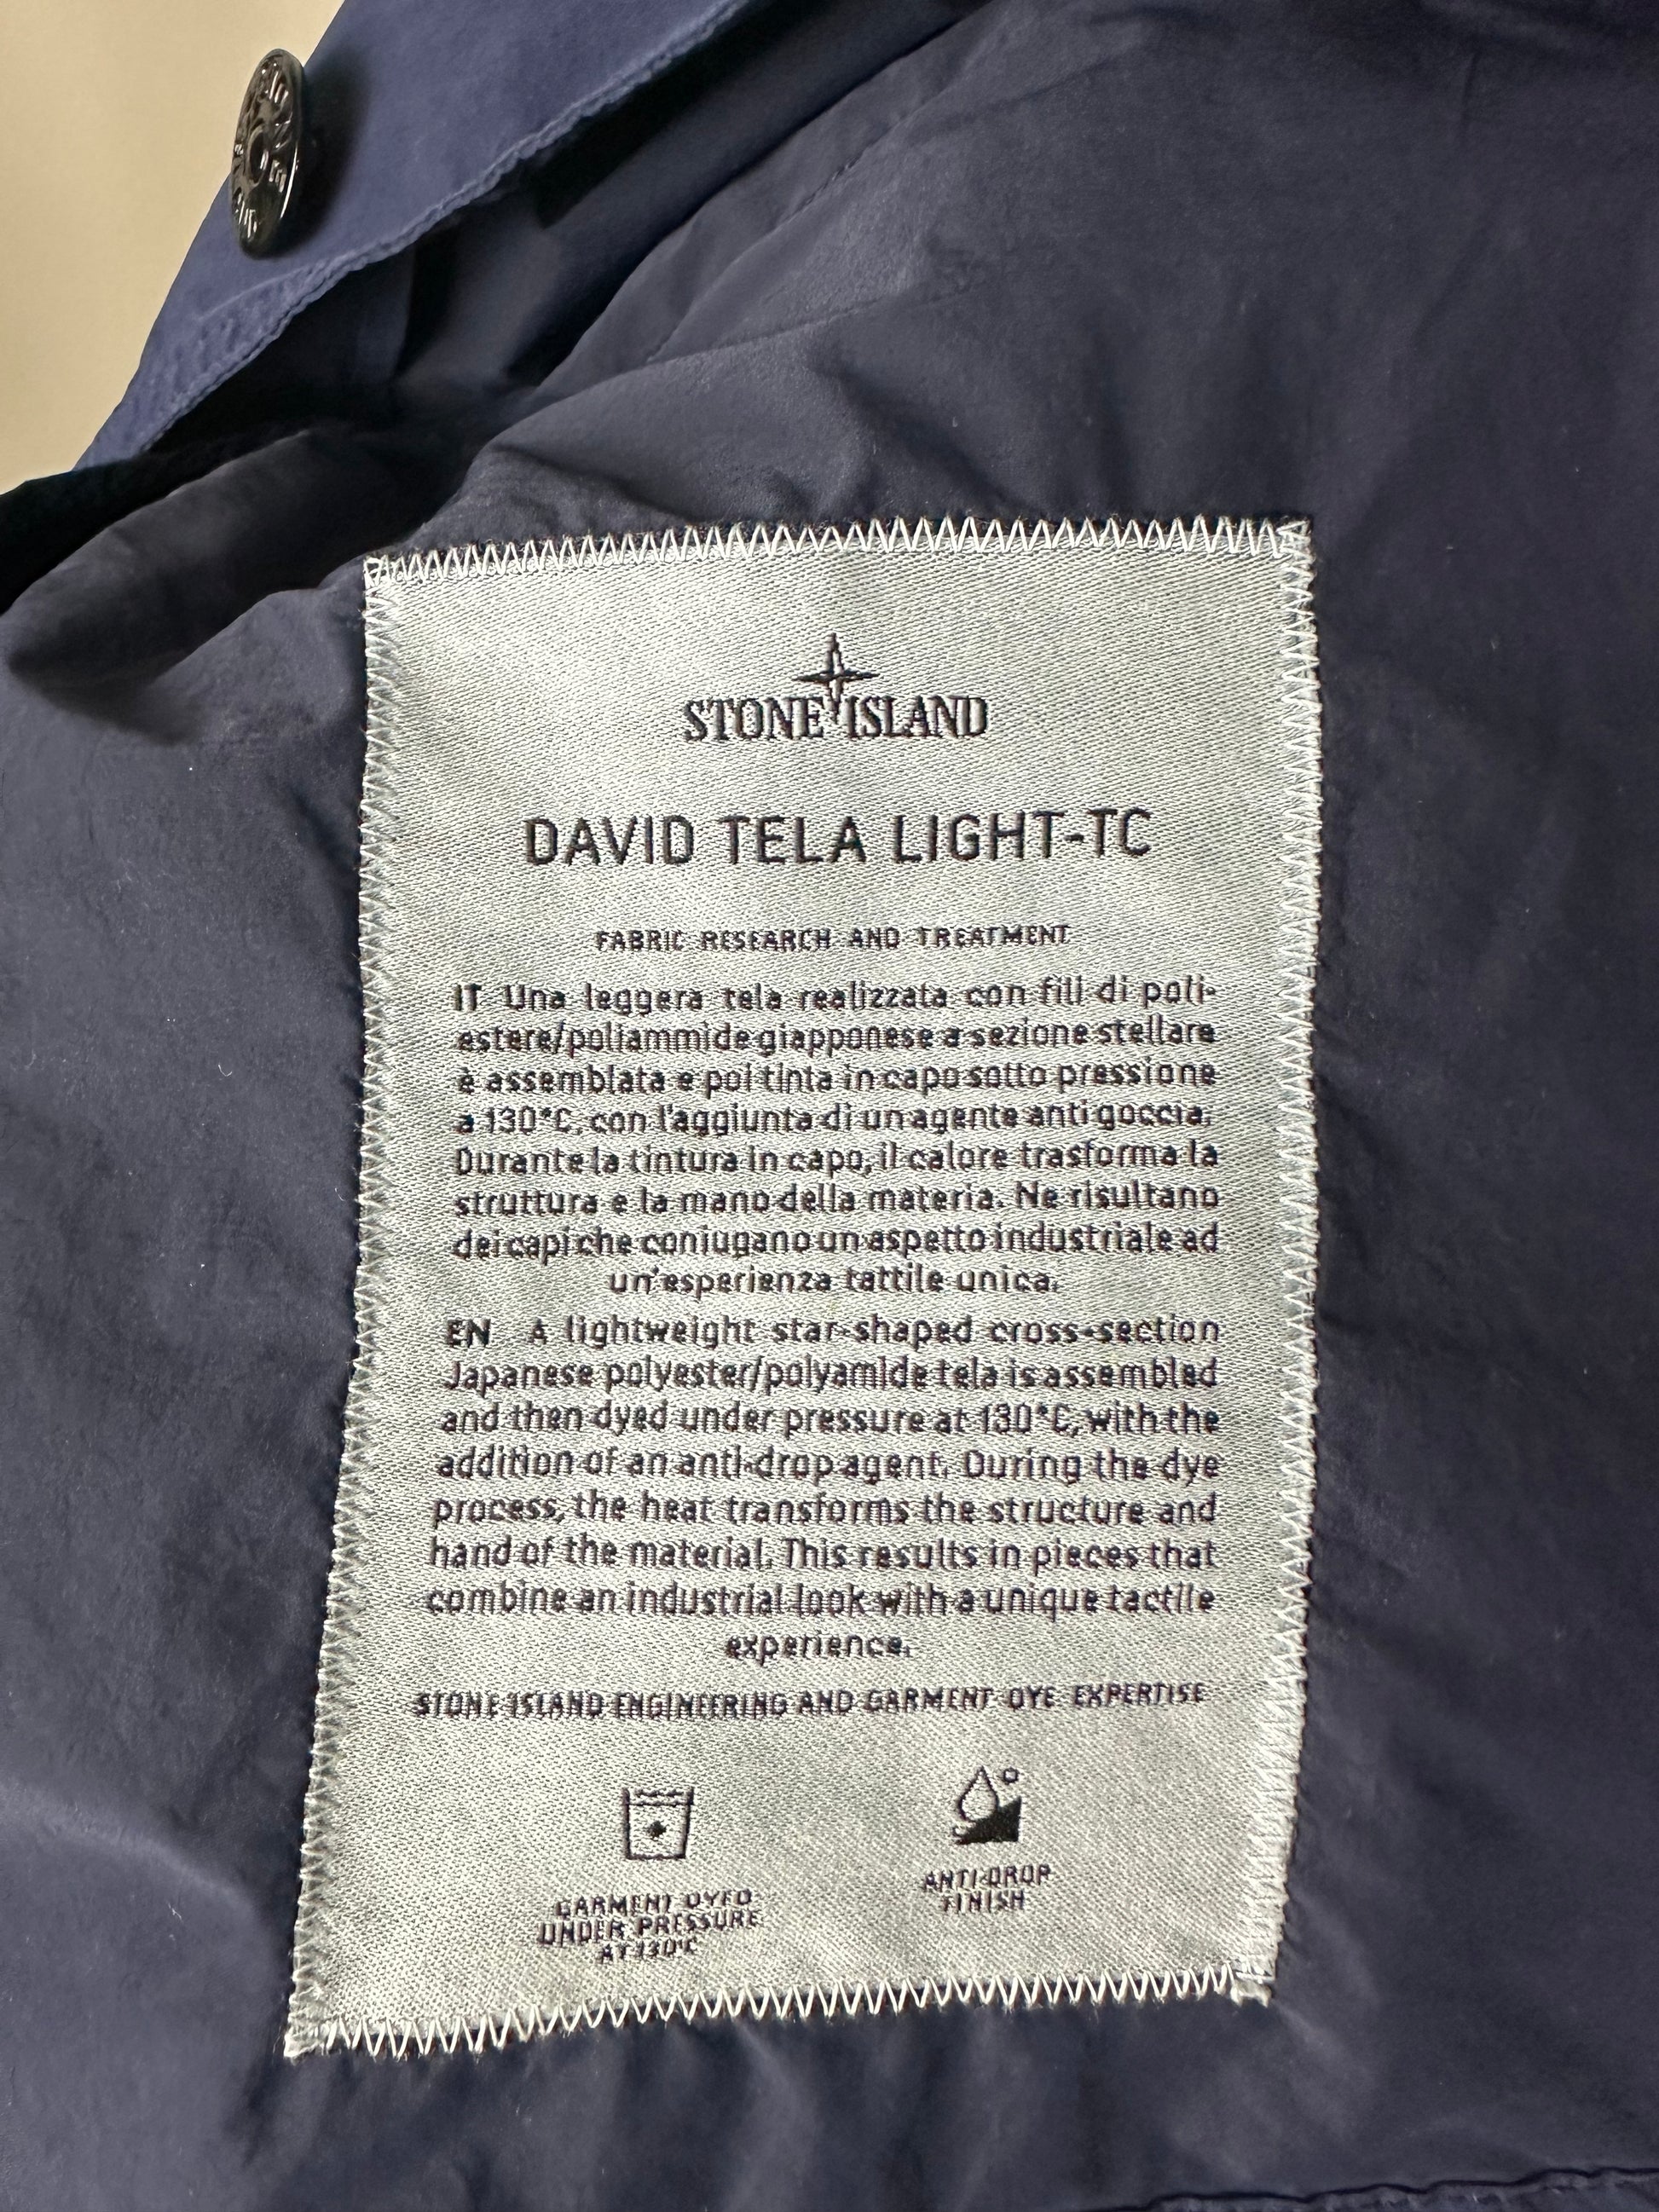 STONE ISLAND
DAVID TELA LIGHT-TC
FABRIC RESEARCH AND TREATMENT
IT Una leggera tela realizzata con fili di poli-
estere/poliammide giapponese a sezione stellare
è assemblata e poi tinta in capo sotto pressione
a 130°C, con l'aggiunta di un agente anti goccia.
Durante la tintura in capo, il calore trasforma la
struttura e la mano della materia. Ne risultano
dei capi che coniugano un aspetto industriale ad
un'esperienza tattile unica.
EN A lightweight star-shaped cross-section
Japanese polyester/polyamide tela is assembled
and then dyed under pressure at 130°C, with the
addition of an anti-drop agent. During the dye
process, the heat transforms the structure and
hand of the material. This results in pieces that
combine an industrial look with a unique tactile
experience.
STONE ISLAND ENGINEERING AND GARMENT DYE EXPERTISE
GARMENT DYED
UNDER PRESSURE
AT 130°C
ANTI-DROP
FINISH